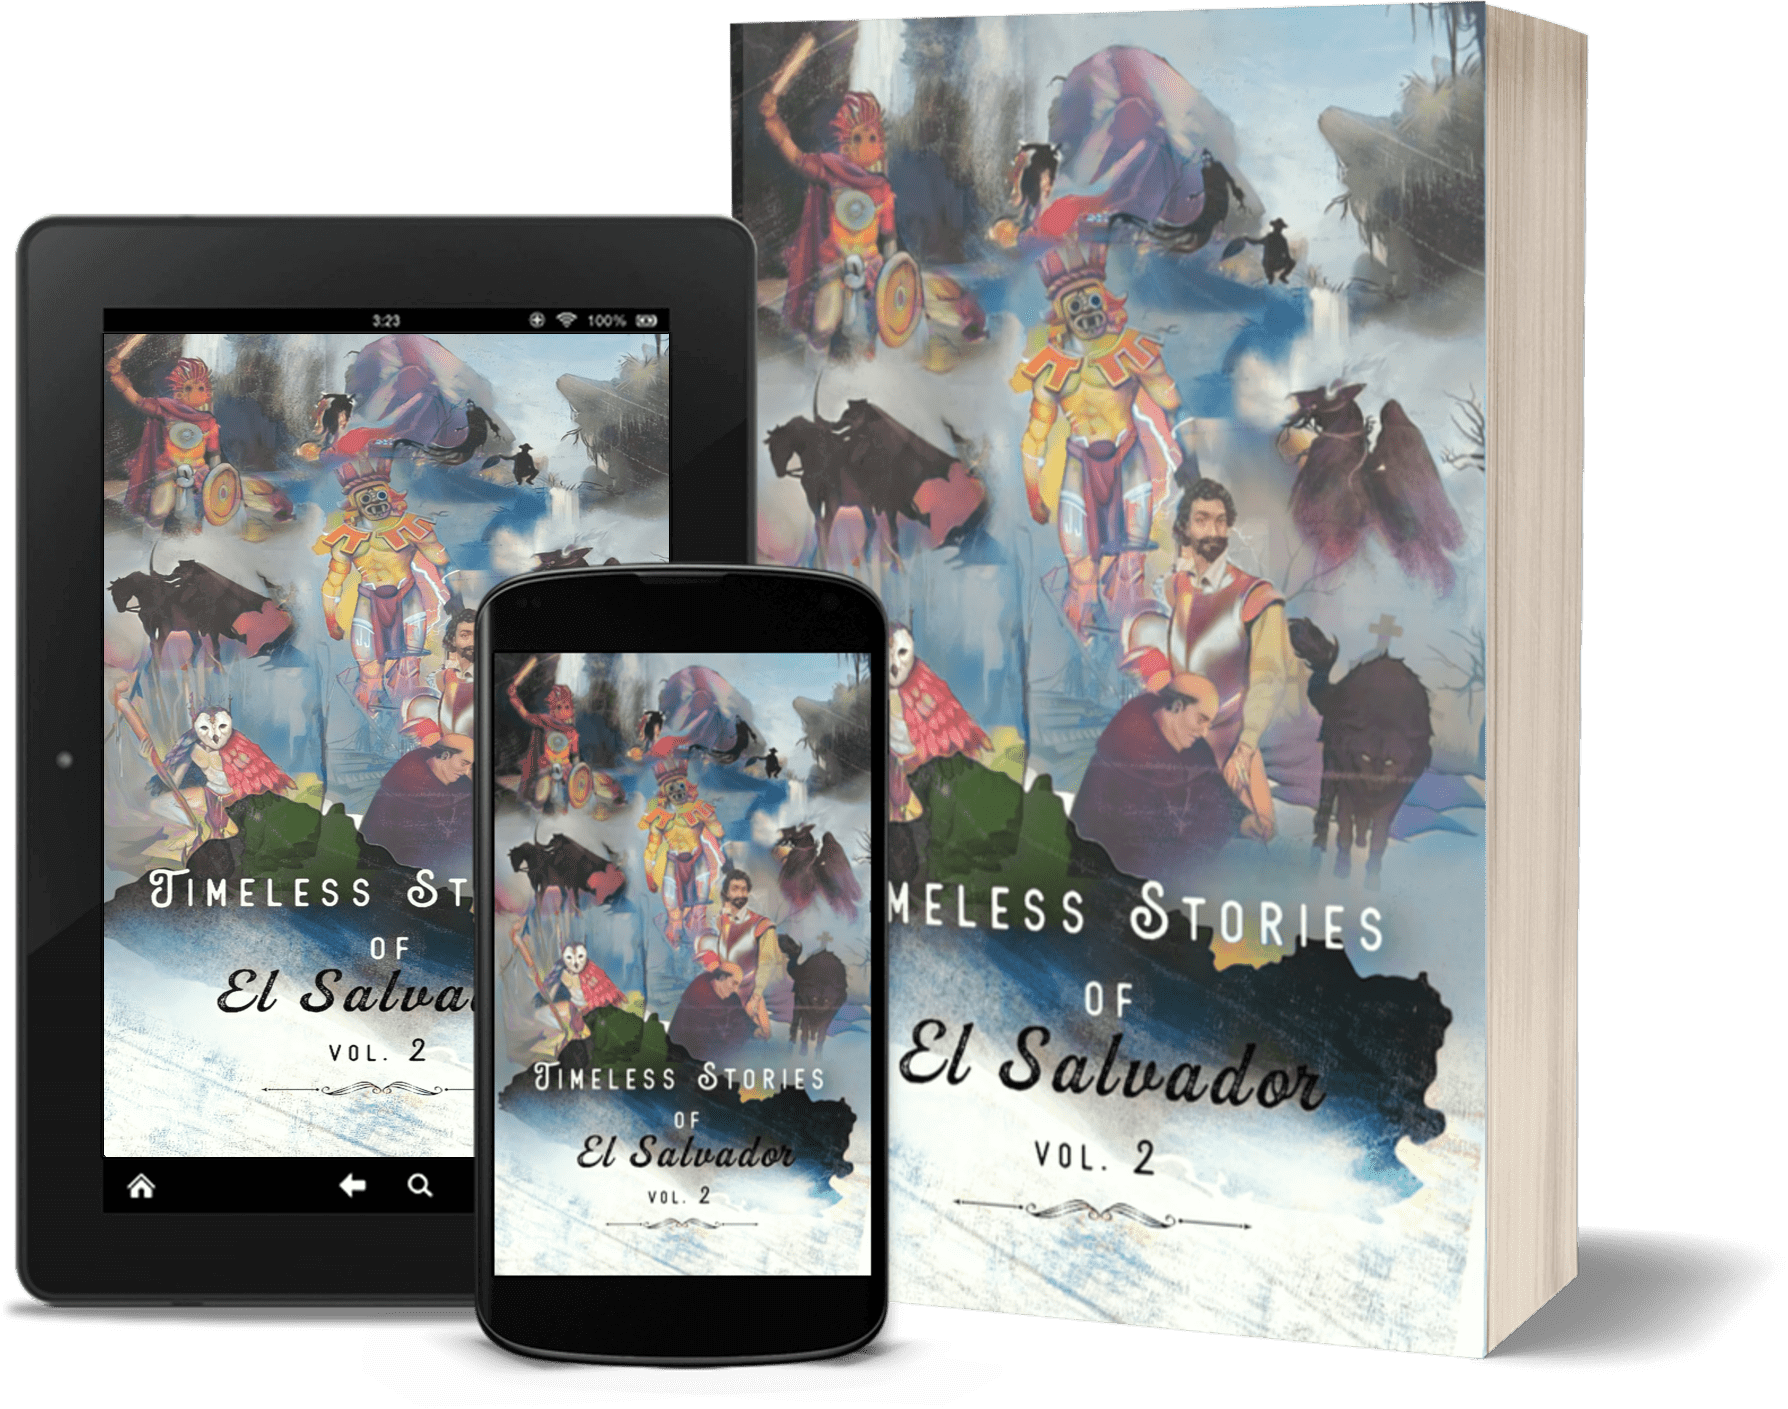 3:23 100%
TIMELESS ST
OF
El Salva
VOL. 2
TIMELESS STORIES
OF
El Salvador
VOL. 2
MELESS STORIES
OF
El Salvador
VOL. 2